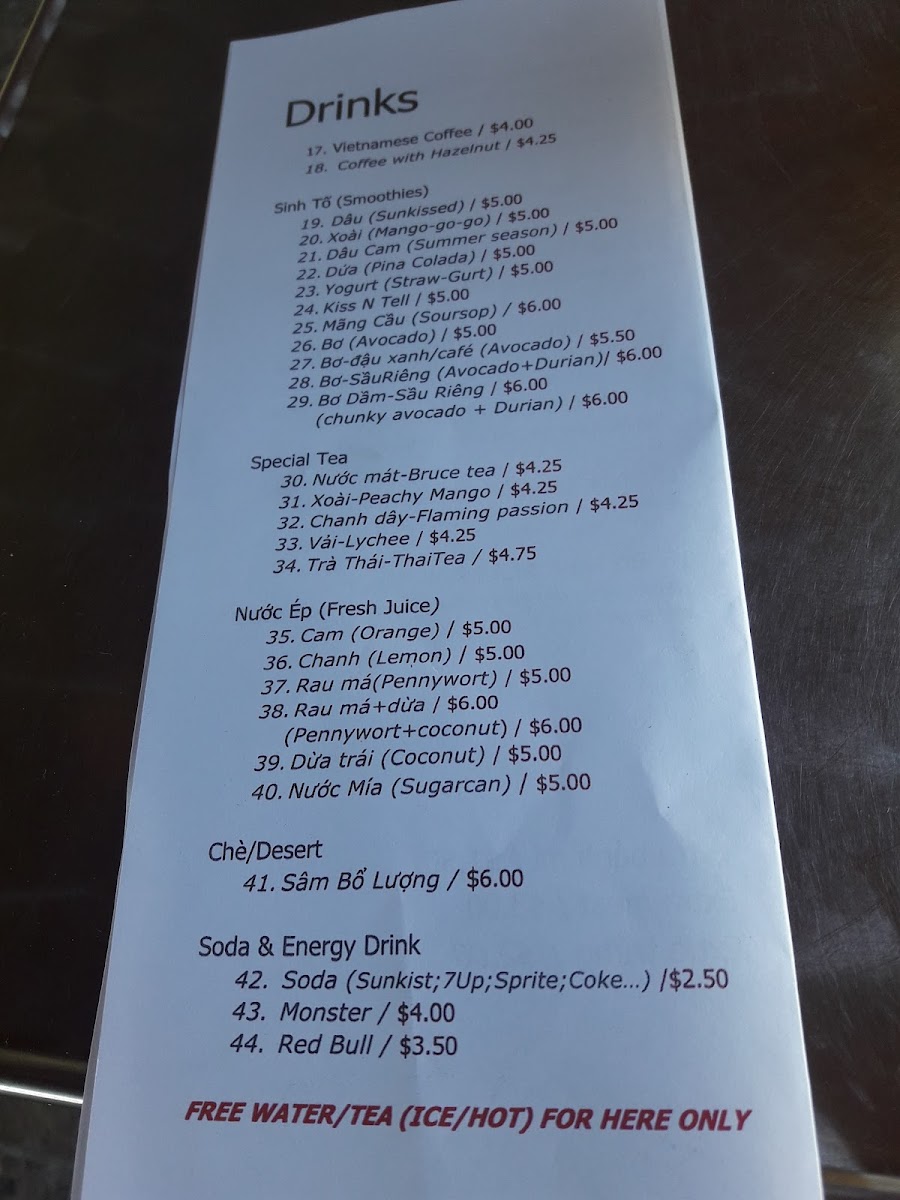 Drinks
17. Vietnamese Coffee / $4.00
18. Coffee with Hazelnut / $4.25
Sinh Tố (Smoothies)
19. Dâu (Sunkissed) / $5.00
20. Xoài (Mango-go-go) / $5.00
21. Dâu Cam (Summer season) / $5.00
22. Dứa (Pina Colada) / $5.00
23. Yogurt (Straw-Gurt) / $5.00
24. Kiss N Tell / $5.00
25. Mãng Cầu (Soursop) / $6.00
26. Bơ (Avocado) / $5.00
27. Bơ-đậu xanh/café (Avocado) / $5.50
28. Bơ-SầuRiêng (Avocado+Durian)/ $6.00
29. Bơ Dầm-Sầu Riêng / $6.00
(chunky avocado + Durian) / $6.00
Special Tea
30. Nước mát-Bruce tea / $4.25
31. Xoài-Peachy Mango / $4.25
32. Chanh dây-Flaming passion / $4.25
33. Vải-Lychee / $4.25
34. Trà Thái-ThaiTea / $4.75
Nước Ép (Fresh Juice)
35. Cam (Orange) / $5.00
36. Chanh (Lemon) / $5.00
37. Rau má(Pennywort) / $5.00
38. Rau má+dừa / $6.00
(Pennywort+coconut) / $6.00
39. Dừa trái (Coconut) / $5.00
40. Nước Mía (Sugarcan) / $5.00
Chè/Desert
41. Sâm Bổ Lượng / $6.00
Soda & Energy Drink
42. Soda (Sunkist;7Up;Sprite;Coke...) /$2.50
43. Monster / $4.00
44. Red Bull / $3.50
FREE WATER/TEA (ICE/HOT) FOR HERE ONLY